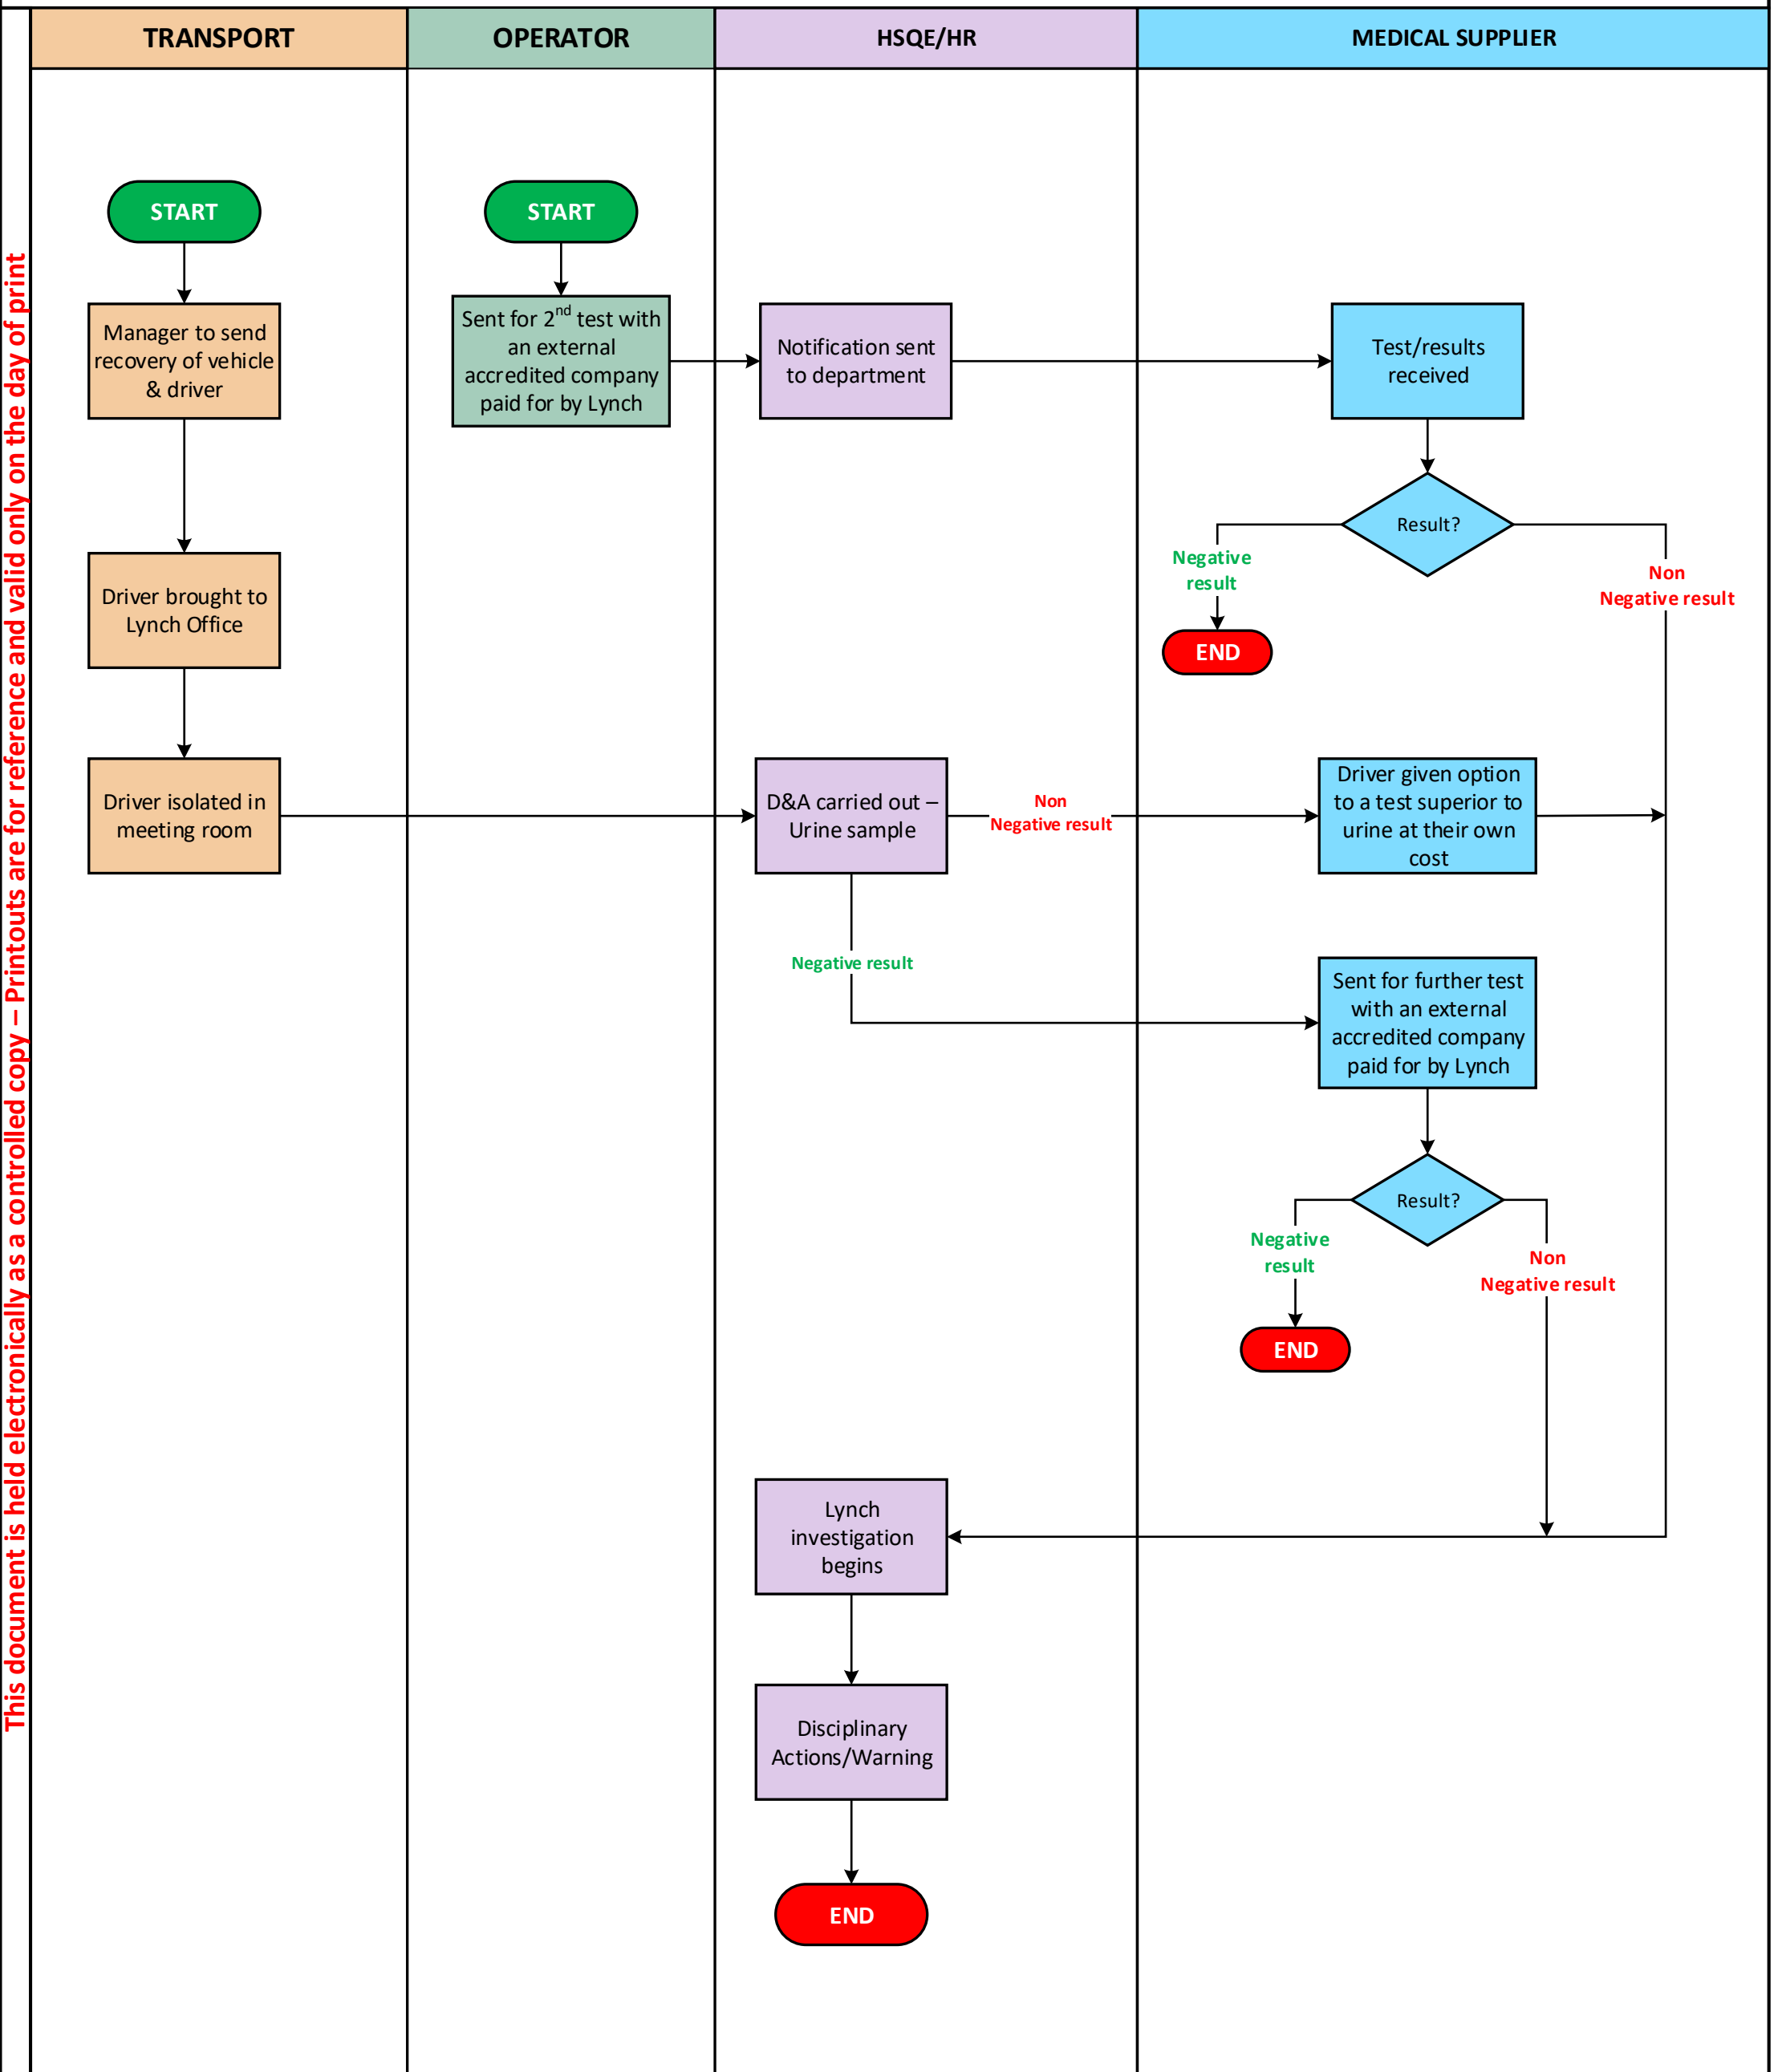 TRANSPORT
OPERATOR
HSQE/HR
MEDICAL SUPPLIER
This document is held electronically as a controlled copy – Printouts are for reference and valid only on the day of print
START
START
Manager to send
recovery of vehicle
& driver
Sent for 2nd test with
an external
accredited company
paid for by Lynch
Notification sent
to department
Test/results
received
Result?
Negative
result
Non
Negative result
END
Driver brought to
Lynch Office
Driver isolated in
meeting room
D&A carried out –
Urine sample
Non
Negative result
Driver given option
to a test superior to
urine at their own
cost
Negative result
Sent for further test
with an external
accredited company
paid for by Lynch
Result?
Negative
result
Non
Negative result
END
Lynch
investigation
begins
Disciplinary
Actions/Warning
END